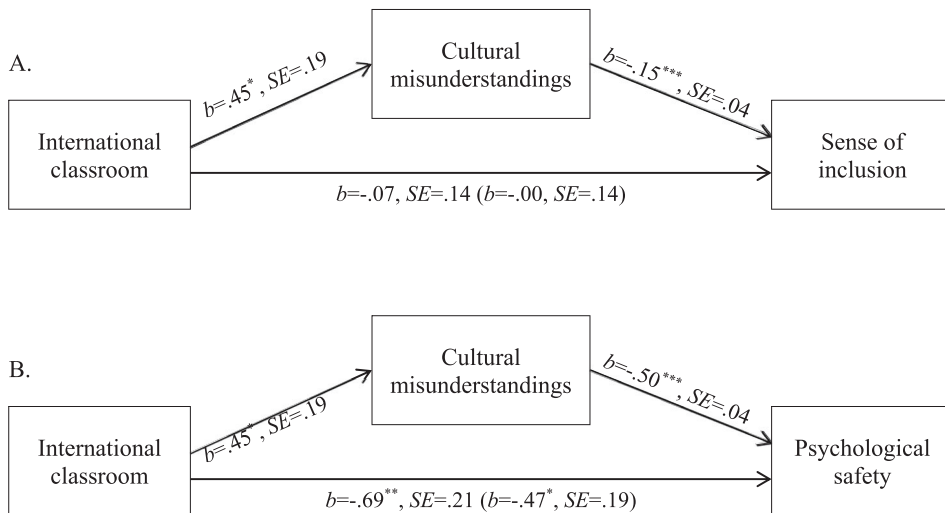 A.
Cultural
misunderstandings
b=.45*, SE=.19
b=-.15***, SE=.04
International
classroom
Sense of
inclusion
b=-.07, SE=.14 (b=-.00, SE=.14)
B.
Cultural
misunderstandings
b=.45*, SE=.19
b=-.50***, SE=.04
International
classroom
Psychological
safety
b=-.69**, SE=.21 (b=-.47*, SE=.19)